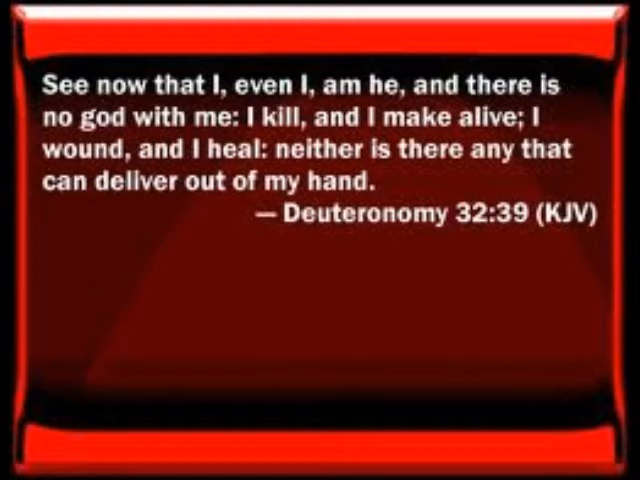 See now that I, even I, am he, and there is
no god with me: I kill, and I make alive; I
wound, and I heal: neither is there any that
can deliver out of my hand.
— Deuteronomy 32:39 (KJV)